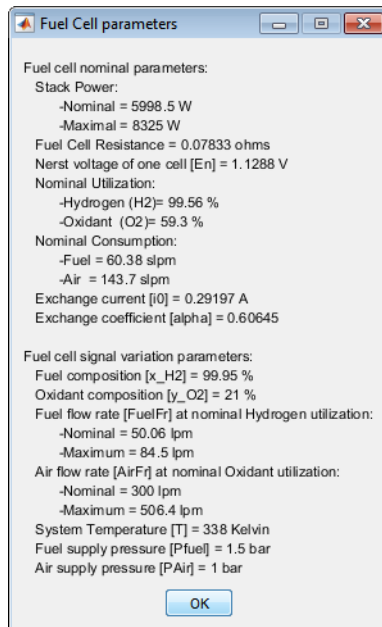 Fuel Cell parameters
Fuel cell nominal parameters:
Stack Power:
-Nominal = 5998.5 W
-Maximal = 8325 W
Fuel Cell Resistance = 0.07833 ohms
Nerst voltage of one cell [En] = 1.1288 V
Nominal Utilization:
-Hydrogen (H2)= 99.56 %
-Oxidant (O2)= 59.3 %
Nominal Consumption:
-Fuel = 60.38 slpm
-Air = 143.7 slpm
Exchange current [i0] = 0.29197 A
Exchange coefficient [alpha] = 0.60645
Fuel cell signal variation parameters:
Fuel composition [x_H2] = 99.95 %
Oxidant composition [y_O2] = 21 %
Fuel flow rate [FuelFr] at nominal Hydrogen utilization:
-Nominal = 50.06 lpm
-Maximum = 84.5 lpm
Air flow rate [AirFr] at nominal Oxidant utilization:
-Nominal = 300 lpm
-Maximum = 506.4 lpm
System Temperature [T] = 338 Kelvin
Fuel supply pressure [Pfuel] = 1.5 bar
Air supply pressure [PAir] = 1 bar
OK